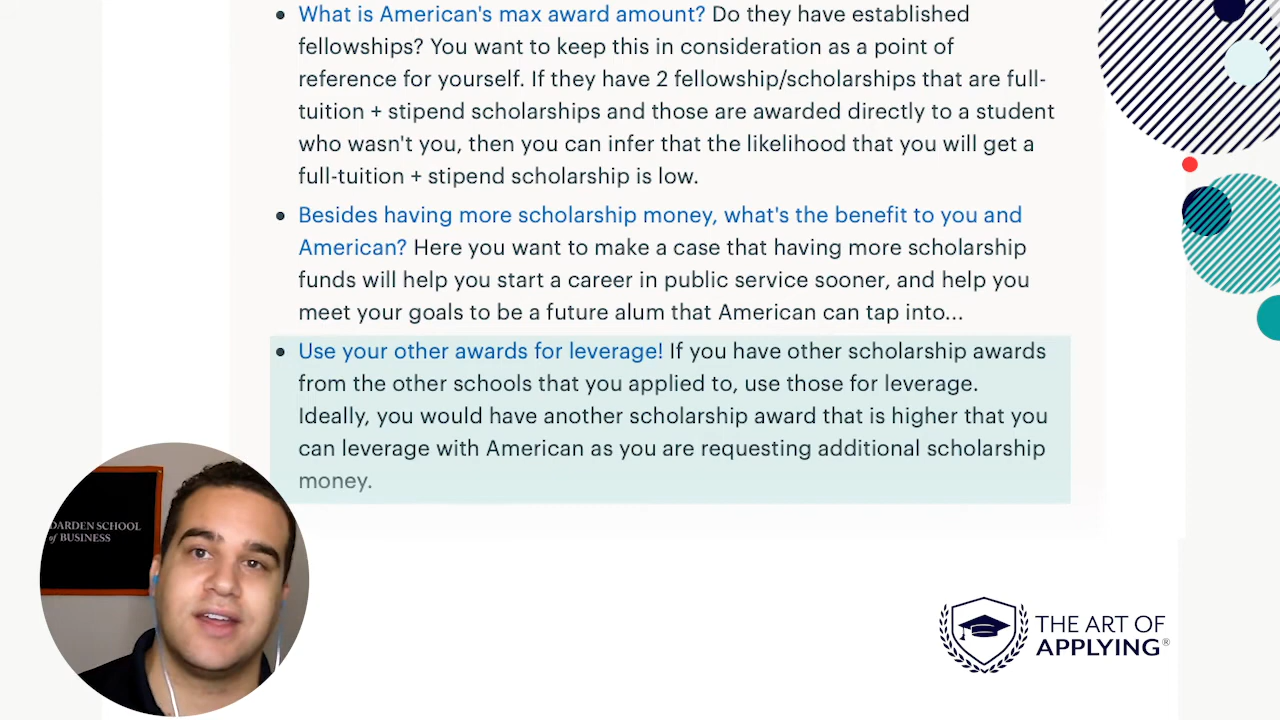 What is American's max award amount? Do they have established
fellowships? You want to keep this in consideration as a point of
reference for yourself. If they have 2 fellowship/scholarships that are full-
tuition + stipend scholarships and those are awarded directly to a student
who wasn't you, then you can infer that the likelihood that you will get a
full-tuition + stipend scholarship is low.
Besides having more scholarship money, what's the benefit to you and
American? Here you want to make a case that having more scholarship
funds will help you start a career in public service sooner, and help you
meet your goals to be a future alum that American can tap into...
Use your other awards for leverage! If you have other scholarship awards
from the other schools that you applied to, use those for leverage.
Ideally, you would have another scholarship award that is higher that you
can leverage with American as you are requesting additional scholarship
money.
DARDEN SCHOOL
of BUSINESS
THE ART OF
APPLYING®